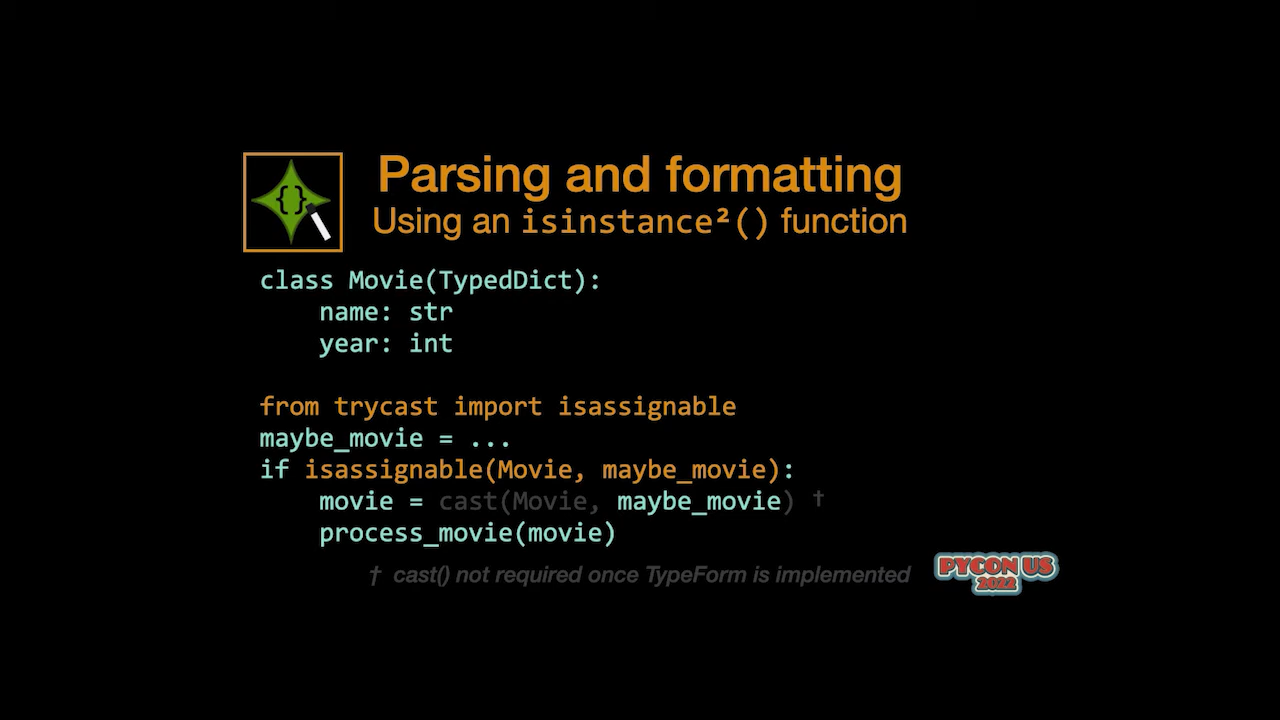 {}
Parsing and formatting
Using an isinstance²() function
class Movie(TypedDict):
    name: str
    year: int
from trycast import isassignable
maybe_movie = ...
if isassignable(Movie, maybe_movie):
    movie = cast(Movie, maybe_movie) †
    process_movie(movie)
† cast() not required once TypeForm is implemented
PYCON US
2022